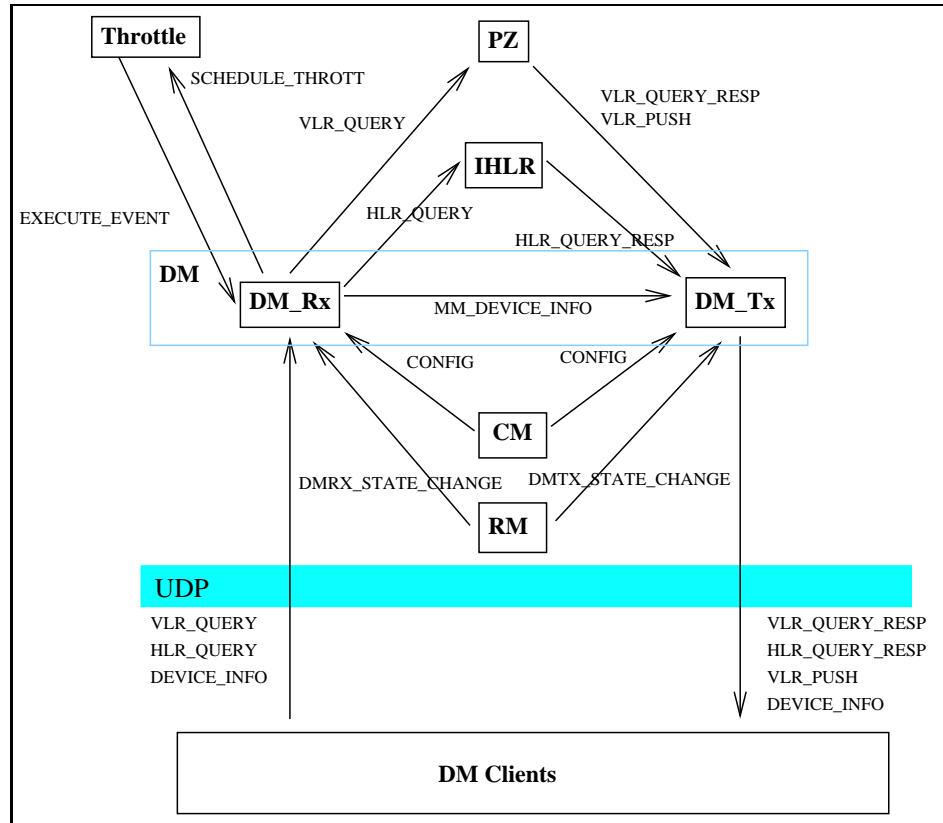 Throttle
PZ
SCHEDULE_THROTT
VLR_QUERY_RESP
VLR_PUSH
VLR_QUERY
IHLR
EXECUTE_EVENT
HLR_QUERY
HLR_QUERY_RESP
DM
DM_Rx
DM_Tx
MM_DEVICE_INFO
CONFIG
CONFIG
CM
DMRX_STATE_CHANGE
DMTX_STATE_CHANGE
RM
UDP
VLR_QUERY
HLR_QUERY
DEVICE_INFO
VLR_QUERY_RESP
HLR_QUERY_RESP
VLR_PUSH
DEVICE_INFO
DM Clients